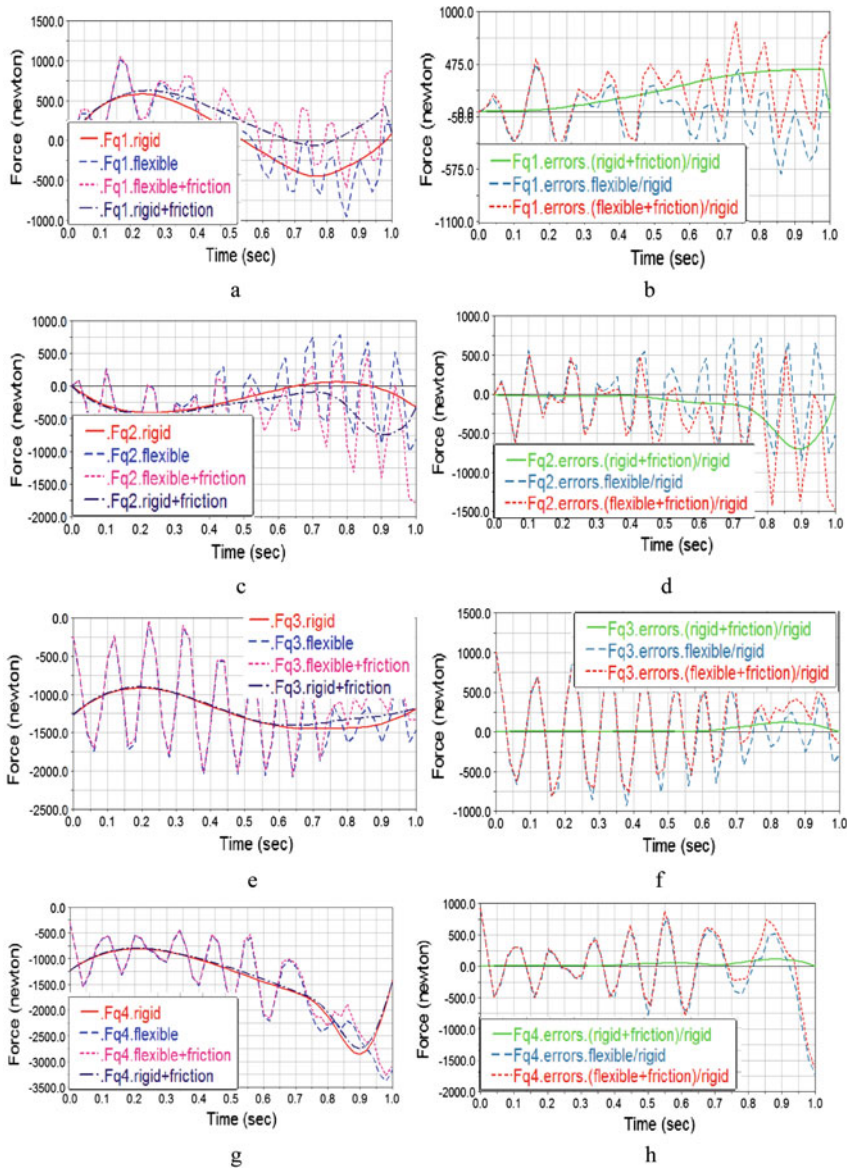 1500.0
1000.0
500.0
0.0
-500.0
-1000.0
Force (newton)
.Fq1.rigid
.Fq1.flexible
.Fq1.flexible+friction
.Fq1.rigid+friction
0.0 0.1 0.2 0.3 0.4 0.5 0.6 0.7 0.8 0.9 1.0
Time (sec)
a
1000.0
475.0
-50.0
-575.0
-1100.0
Force (newton)
Fq1.errors.(rigid+friction)/rigid
Fq1.errors.flexible/rigid
Fq1.errors.(flexible+friction)/rigid
0.0 0.1 0.2 0.3 0.4 0.5 0.6 0.7 0.8 0.9 1.0
Time (sec)
b
1000.0
500.0
0.0
-500.0
-1000.0
-1500.0
-2000.0
Force (newton)
.Fq2.rigid
.Fq2.flexible
.Fq2.flexible+friction
.Fq2.rigid+friction
0.0 0.1 0.2 0.3 0.4 0.5 0.6 0.7 0.8 0.9 1.0
Time (sec)
c
1000.0
500.0
0.0
-500.0
-1000.0
-1500.0
Force (newton)
Fq2.errors.(rigid+friction)/rigid
Fq2.errors.flexible/rigid
Fq2.errors.(flexible+friction)/rigid
0.0 0.1 0.2 0.3 0.4 0.5 0.6 0.7 0.8 0.9 1.0
Time (sec)
d
0.0
-500.0
-1000.0
-1500.0
-2000.0
-2500.0
Force (newton)
.Fq3.rigid
.Fq3.flexible
.Fq3.flexible+friction
.Fq3.rigid+friction
0.0 0.1 0.2 0.3 0.4 0.5 0.6 0.7 0.8 0.9 1.0
Time (sec)
e
1500.0
1000.0
500.0
0.0
-500.0
-1000.0
Force (newton)
Fq3.errors.(rigid+friction)/rigid
Fq3.errors.flexible/rigid
Fq3.errors.(flexible+friction)/rigid
0.0 0.1 0.2 0.3 0.4 0.5 0.6 0.7 0.8 0.9 1.0
Time (sec)
f
0.0
-500.0
-1000.0
-1500.0
-2000.0
-2500.0
-3000.0
-3500.0
Force (newton)
.Fq4.rigid
.Fq4.flexible
.Fq4.flexible+friction
.Fq4.rigid+friction
0.0 0.1 0.2 0.3 0.4 0.5 0.6 0.7 0.8 0.9 1.0
Time (sec)
g
1000.0
500.0
0.0
-500.0
-1000.0
-1500.0
-2000.0
Force (newton)
Fq4.errors.(rigid+friction)/rigid
Fq4.errors.flexible/rigid
Fq4.errors.(flexible+friction)/rigid
0.0 0.1 0.2 0.3 0.4 0.5 0.6 0.7 0.8 0.9 1.0
Time (sec)
h